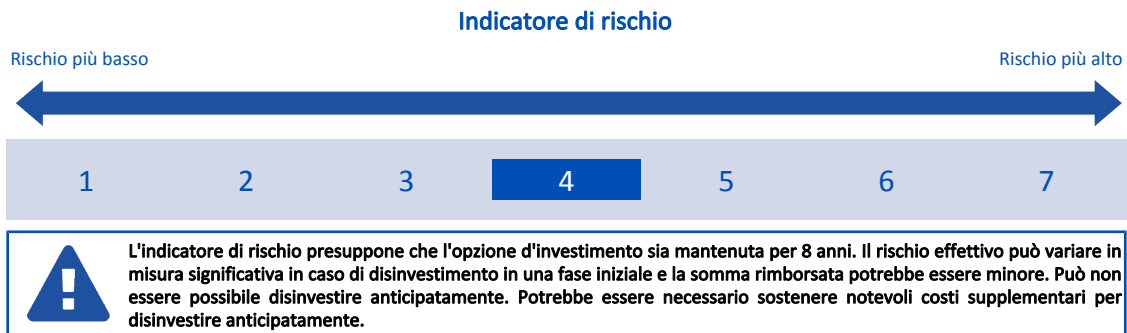 Indicatore di rischio
Rischio più basso
Rischio più alto
1 2 3 4 5 6 7
L'indicatore di rischio presuppone che l'opzione d'investimento sia mantenuta per 8 anni. Il rischio effettivo può variare in
misura significativa in caso di disinvestimento in una fase iniziale e la somma rimborsata potrebbe essere minore. Può non
essere possibile disinvestire anticipatamente. Potrebbe essere necessario sostenere notevoli costi supplementari per
disinvestire anticipatamente.